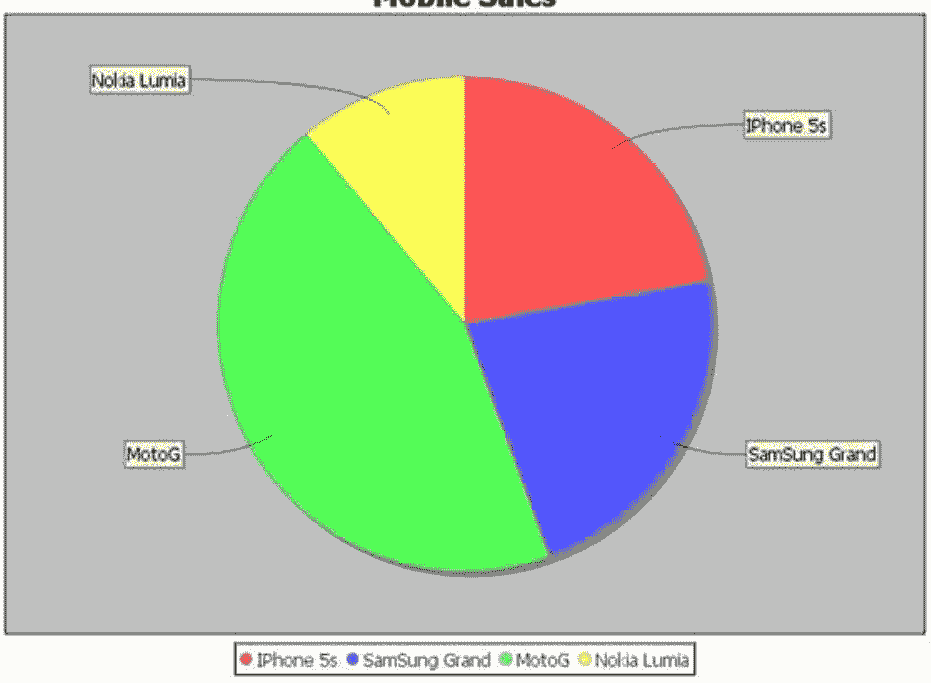 Mobile Sales
Nokia Lumia
IPhone 5s
MotoG
SamSung Grand
IPhone 5s SamSung Grand MotoG Nokia Lumia